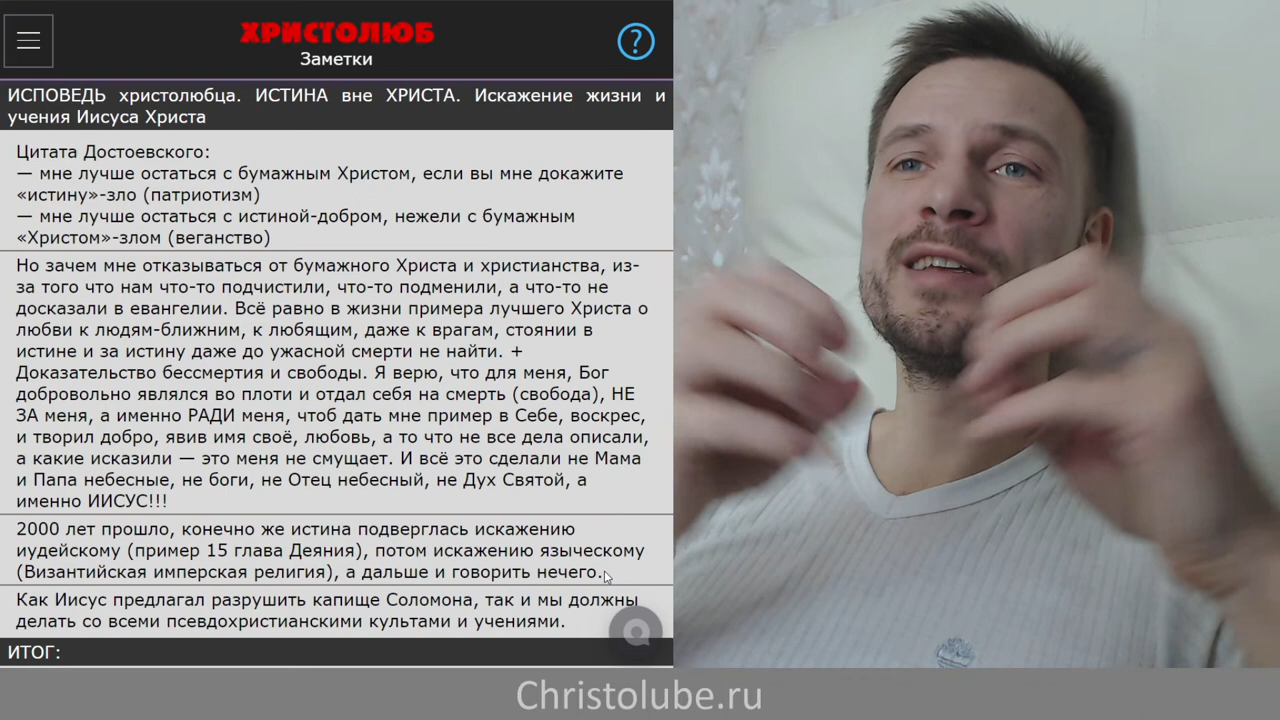 ХРИСТОЛЮБ
Заметки
ИСПОВЕДЬ христолюбца. ИСТИНА вне ХРИСТА. Искажение жизни и
учения Иисуса Христа
Цитата Достоевского:
— мне лучше остаться с бумажным Христом, если вы мне докажите
«истину»-зло (патриотизм)
— мне лучше остаться с истиной-добром, нежели с бумажным
«Христом»-злом (веганство)
Но зачем мне отказываться от бумажного Христа и христианства, из-
за того что нам что-то подчистили, что-то подменили, а что-то не
досказали в евангелии. Всё равно в жизни примера лучшего Христа о
любви к людям-ближним, к любящим, даже к врагам, стоянии в
истине и за истину даже до ужасной смерти не найти. +
Доказательство бессмертия и свободы. Я верю, что для меня, Бог
добровольно являлся во плоти и отдал себя на смерть (свобода), НЕ
ЗА меня, а именно РАДИ меня, чтоб дать мне пример в Себе, воскрес,
и творил добро, явив имя своё, любовь, а то что не все дела описали,
а какие исказили — это меня не смущает. И всё это сделали не Мама
и Папа небесные, не боги, не Отец небесный, не Дух Святой, а
именно ИИСУС!!!
2000 лет прошло, конечно же истина подверглась искажению
иудейскому (пример 15 глава Деяния), потом искажению языческому
(Византийская имперская религия), а дальше и говорить нечего.
Как Иисус предлагал разрушить капище Соломона, так и мы должны
делать со всеми псевдохристианскими культами и учениями.
ИТОГ:
Christolube.ru